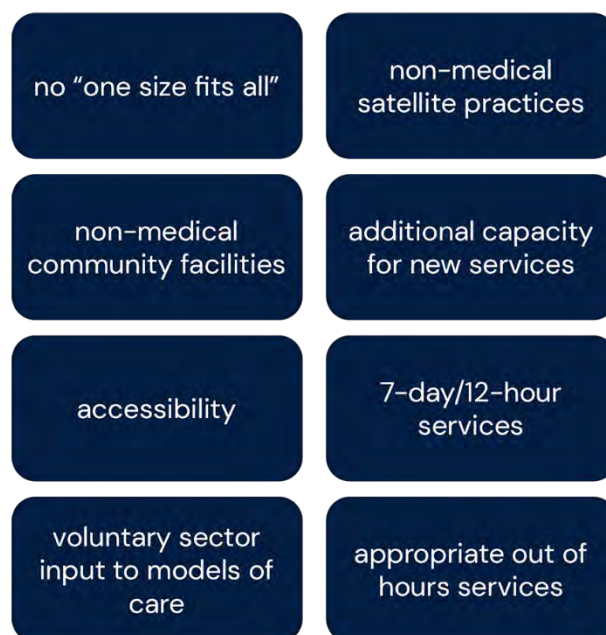 no “one size fits all”
non-medical
satellite practices
non-medical
community facilities
additional capacity
for new services
accessibility
7-day/12-hour
services
voluntary sector
input to models of
care
appropriate out of
hours services